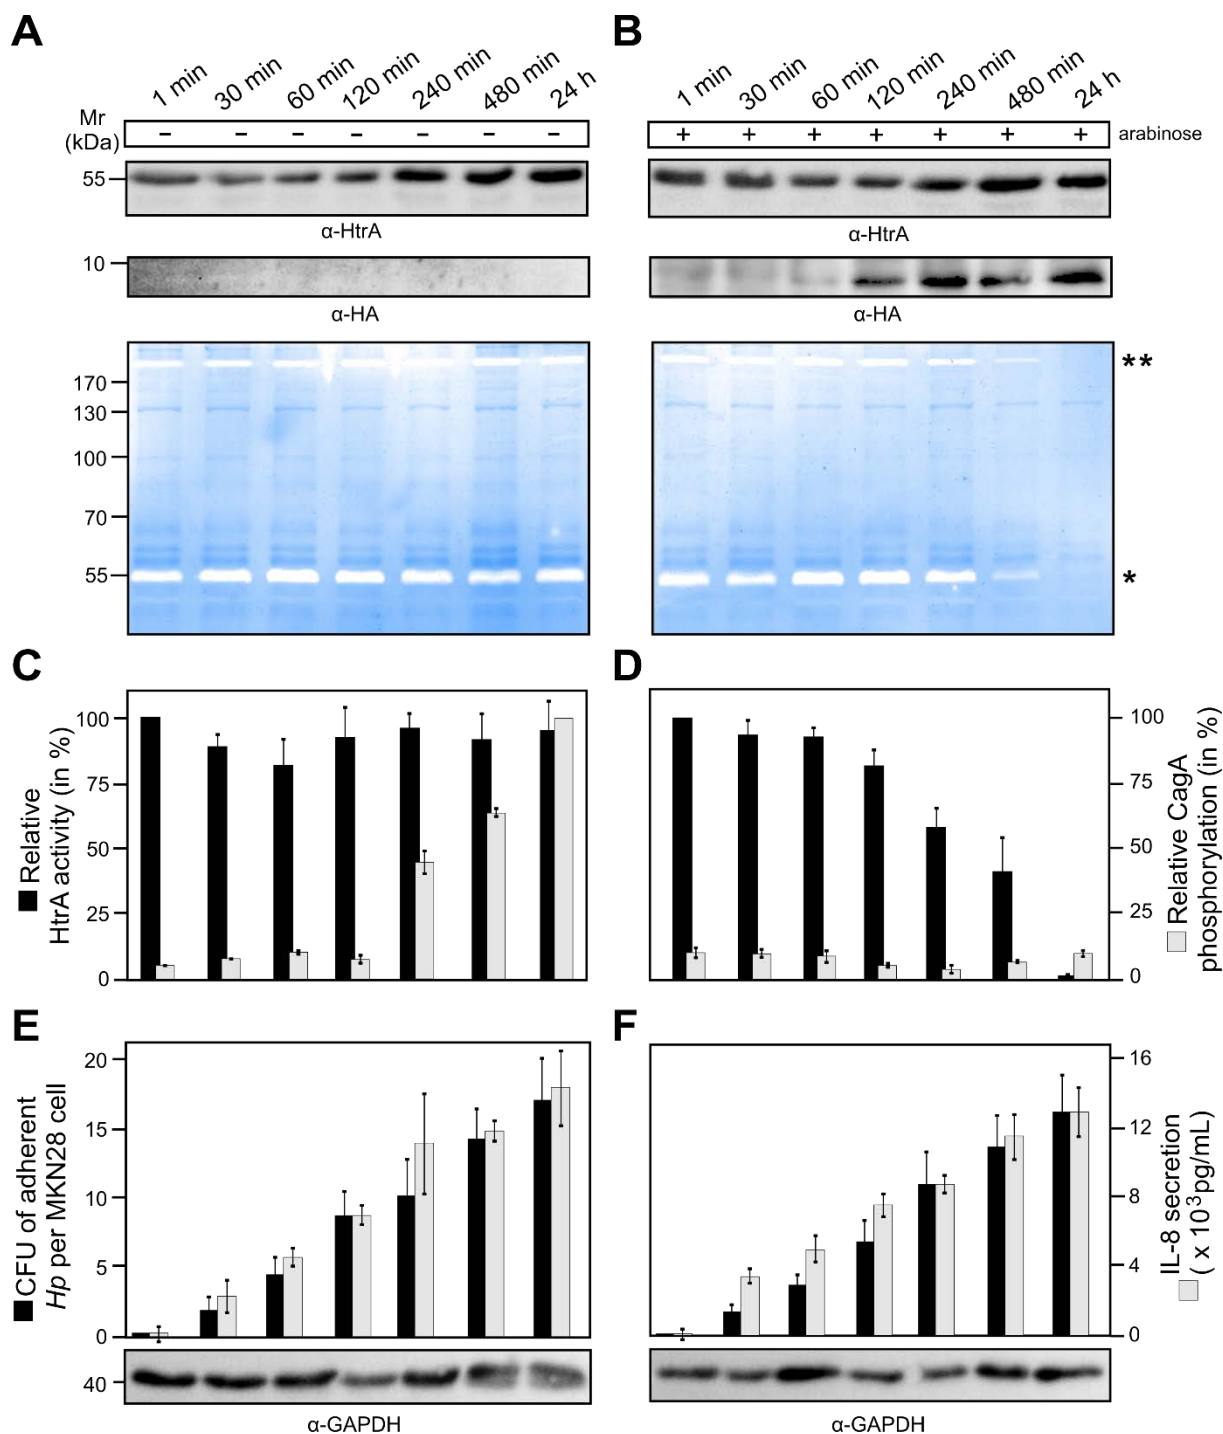 A
B
1 min 30 min 60 min 120 min 240 min 480 min 24 h
1 min 30 min 60 min 120 min 240 min 480 min 24 h
Mr
(kDa)
– – – – – – –
+ + + + + + + arabinose
55
α-HtrA
α-HtrA
10
α-HA
α-HA
**
170
130
100
70
55
*
C
D
100
75
50
25
0
Relative
HtrA activity (in %)
100
75
50
25
0
Relative CagA
phosphorylation (in %)
E
F
20
15
10
5
0
CFU of adherent
Hp per MKN28 cell
16
12
8
4
0
IL-8 secretion
( x 10³pg/mL)
40
α-GAPDH
α-GAPDH